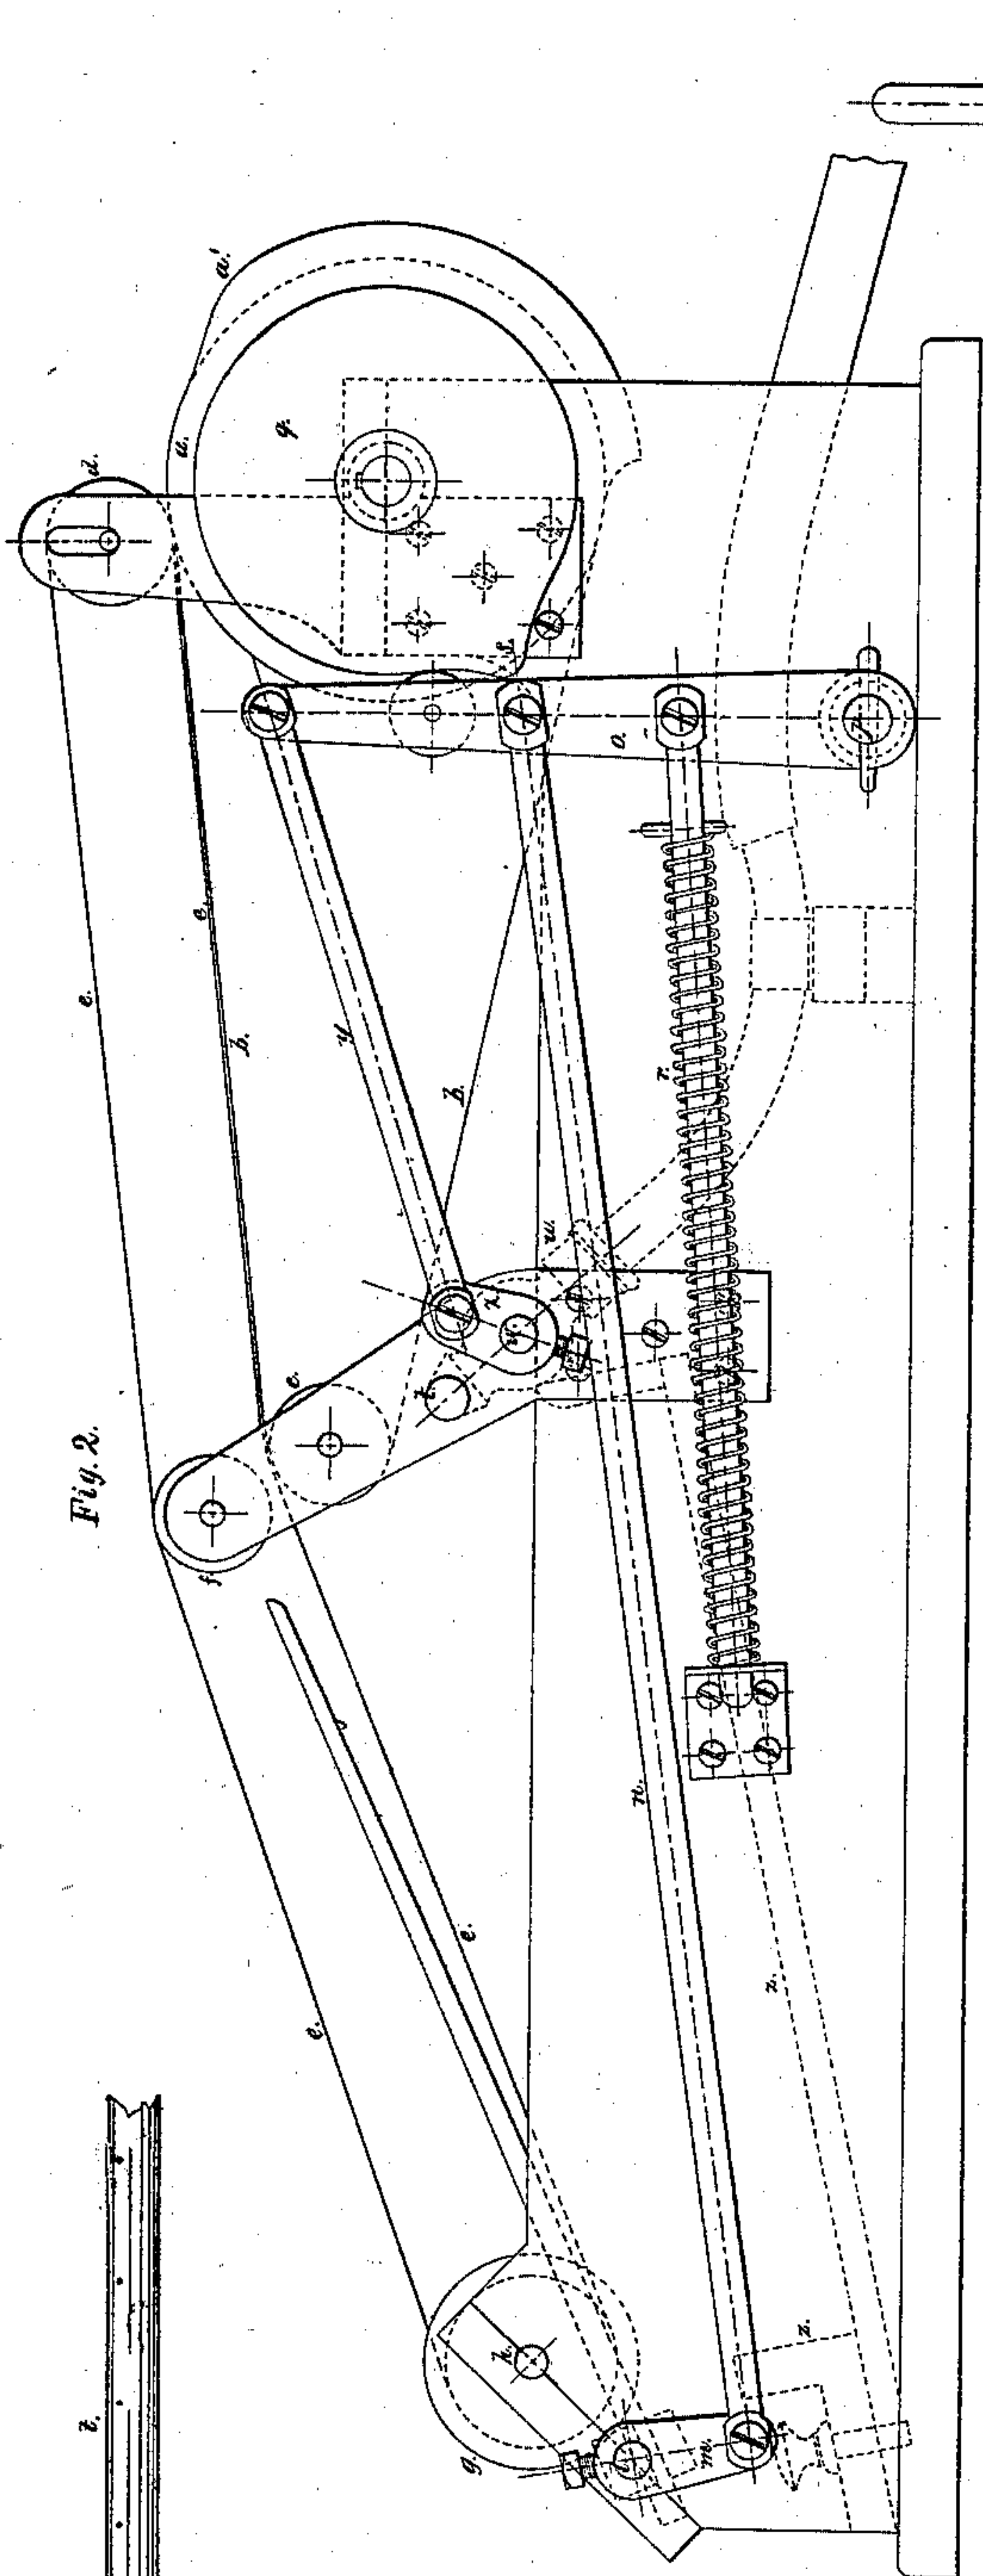 Fig. 2.
a'
a.
q.
d.
e.
e.
b.
y
b.
o.
p
r.
w.
x
v
t.
c.
f.
e.
e.
n.
z.
z.
h.
g.
m.
t.